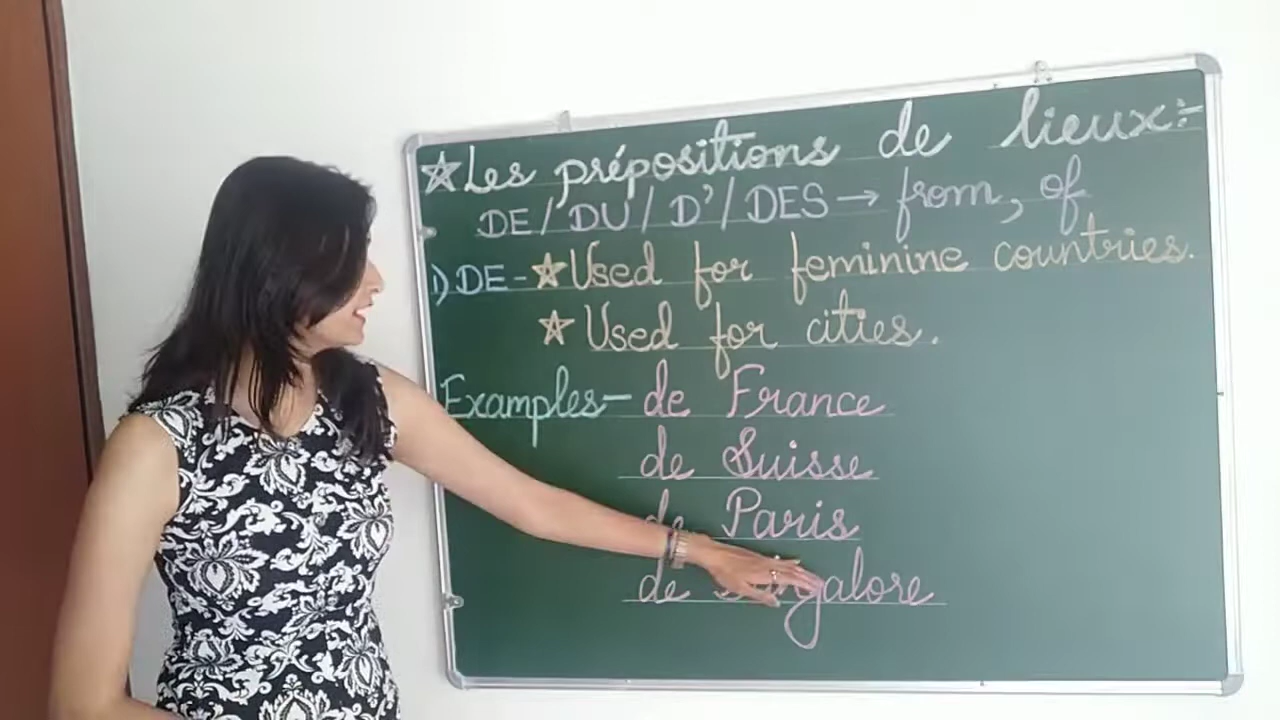 ☆ Les prépositions de lieux:-
DE / DU / D' / DES → from, of
1) DE - ☆ Used for feminine countries.
☆ Used for cities.
Examples - de France
de Suisse
de Paris
de